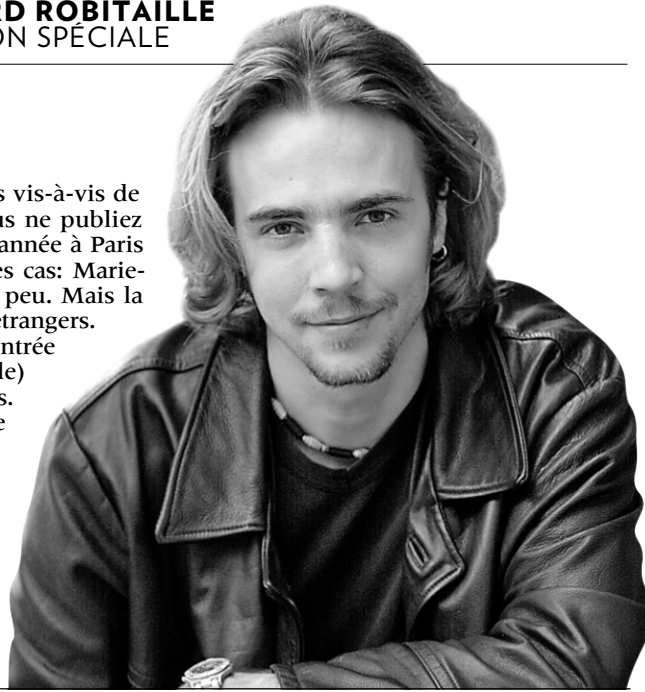 RD ROBITAILLE
ON SPÉCIALE
s vis-à-vis de
us ne publiez
année à Paris
es cas: Marie-
peu. Mais la
étrangers.
entrée
le)
s.
e